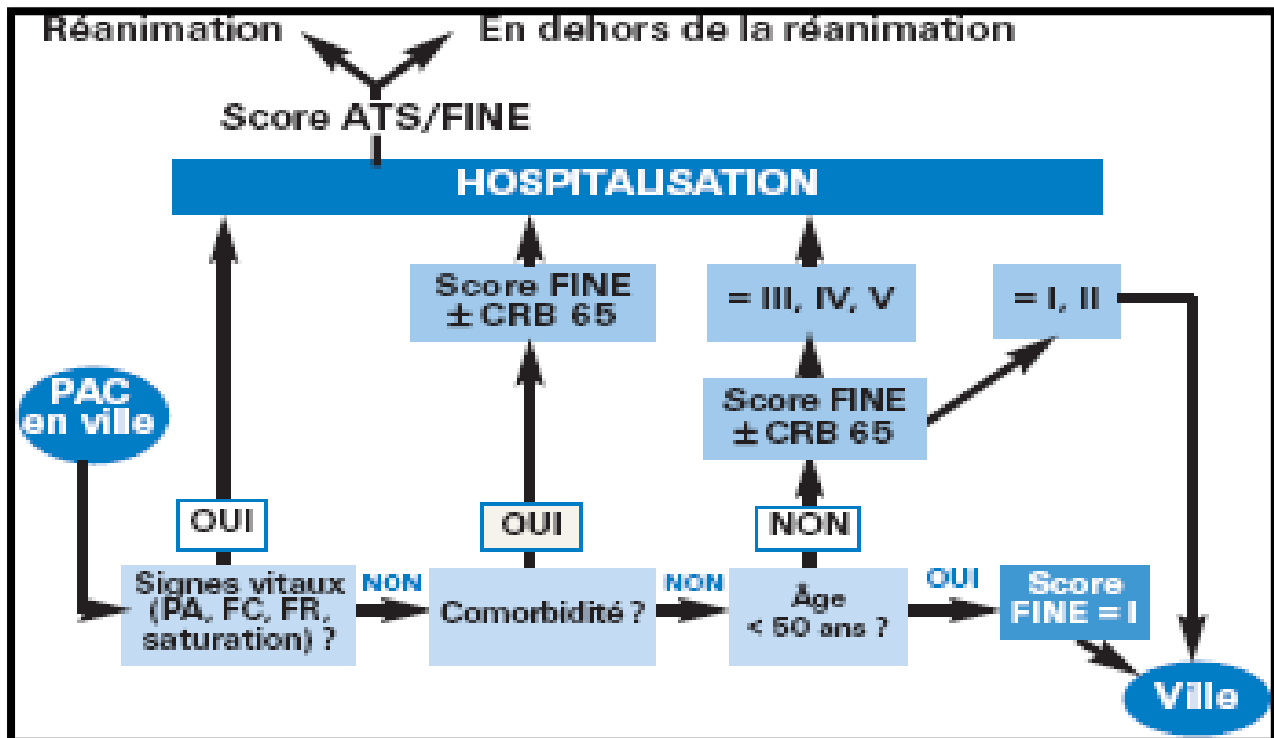 Réanimation
En dehors de la réanimation
Score ATS/FINE
HOSPITALISATION
Score FINE
± CRB 65
= III, IV, V
= I, II
PAC
en ville
Score FINE
± CRB 65
OUI
OUI
NON
Signes vitaux
(PA, FC, FR,
saturation) ?
NON
Comorbidité ?
NON
Âge
< 50 ans ?
OUI
Score
FINE = I
Ville